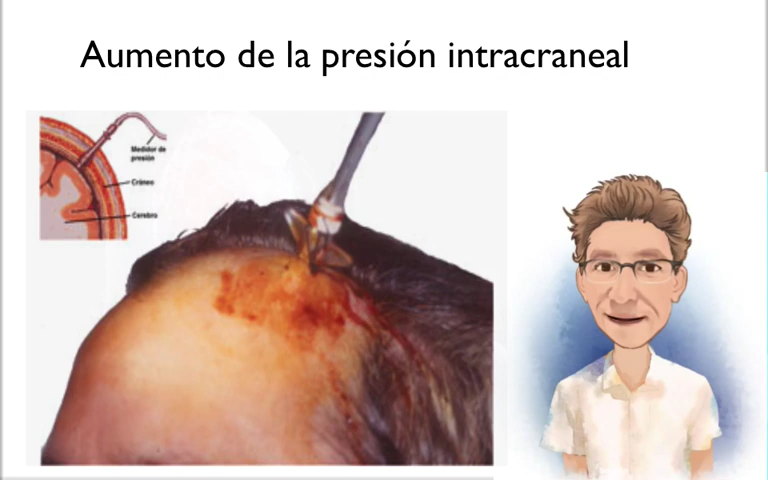 Aumento de la presión intracraneal
Medidor de
presión
Cráneo
Cerebro